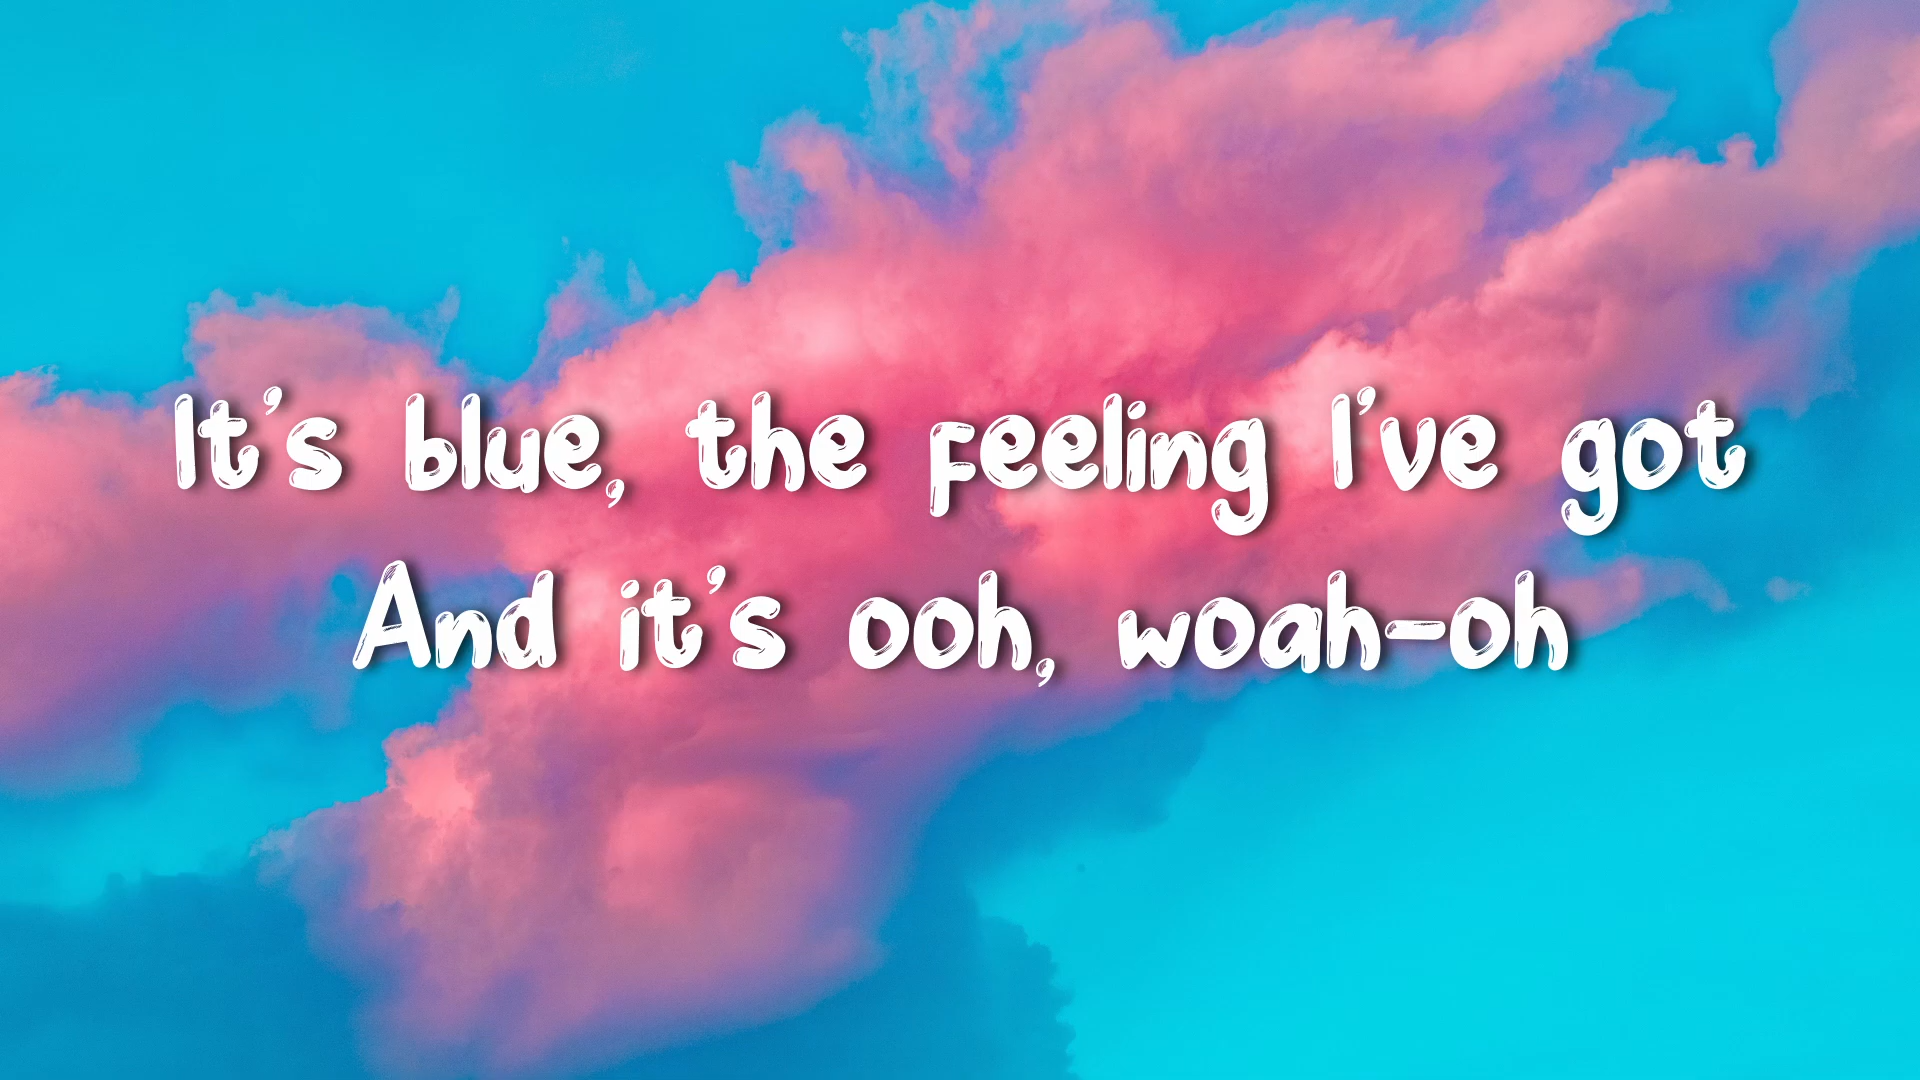 It's blue, the feeling I've got
And it's ooh, woah-oh